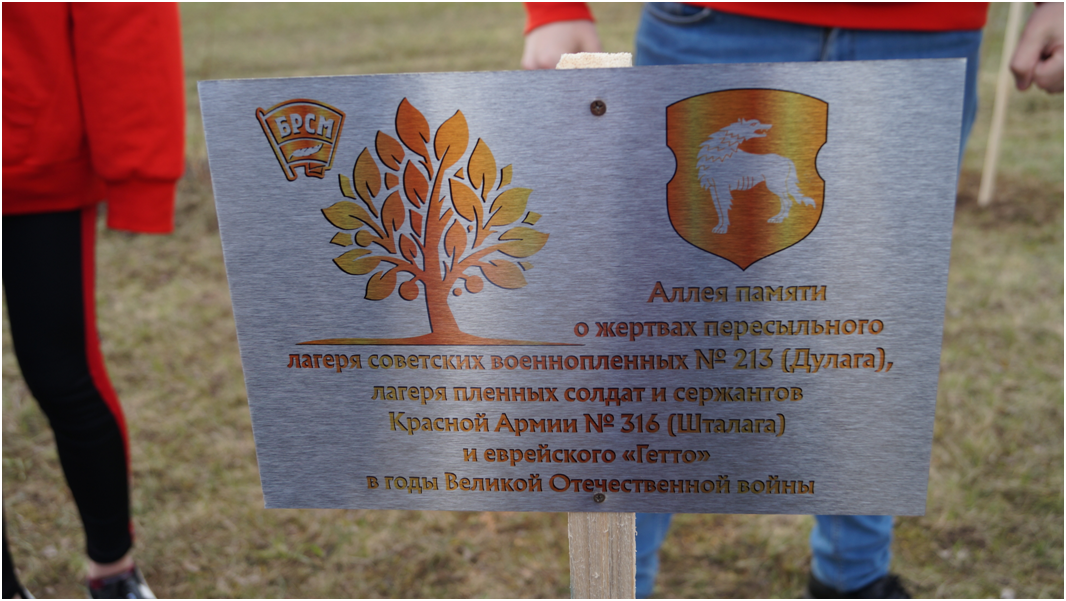 БРСМ
Аллея памяти
о жертвах пересыльного
лагеря советских военнопленных № 213 (Дулага),
лагеря пленных солдат и сержантов
Красной Армии № 316 (Шталага)
и еврейского «Гетто»
в годы Великой Отечественной войны